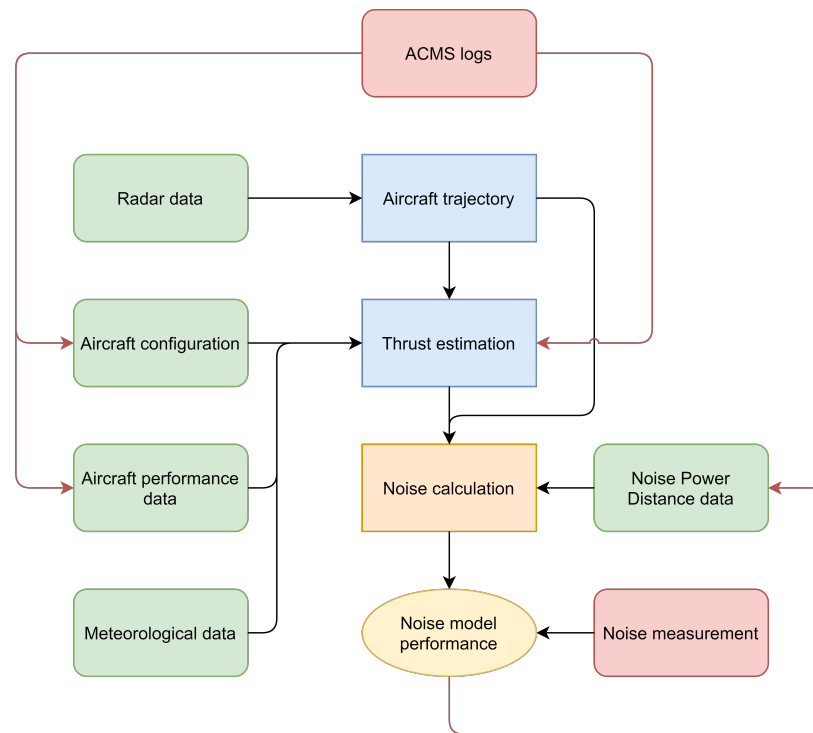 ACMS logs
Radar data
Aircraft trajectory
Aircraft configuration
Thrust estimation
Aircraft performance
data
Noise calculation
Noise Power
Distance data
Meteorological data
Noise model
performance
Noise measurement